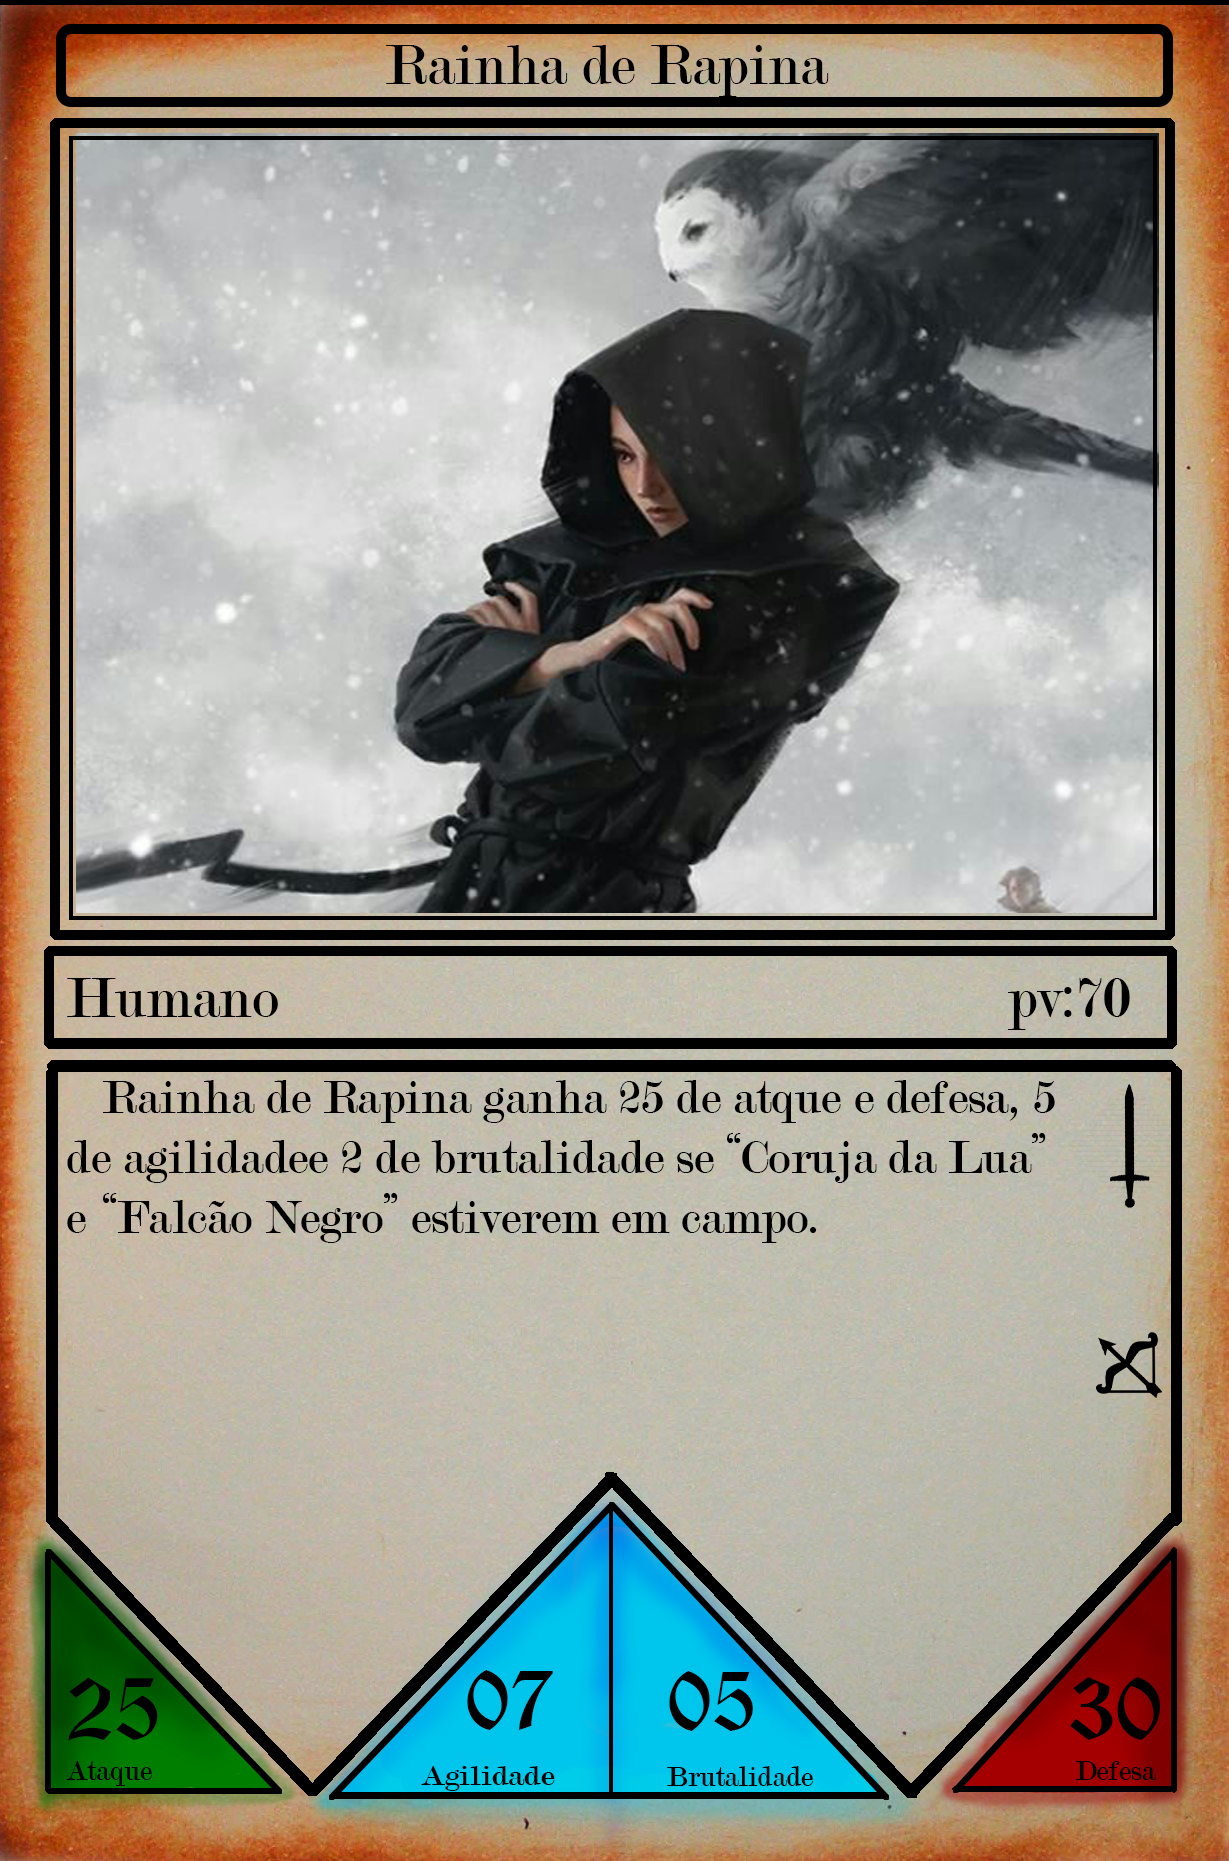 Rainha de Rapina
Humano pv:70
Rainha de Rapina ganha 25 de atque e defesa, 5
de agilidadee 2 de brutalidade se “Coruja da Lua”
e “Falcão Negro” estiverem em campo.
25 07 05 30
Ataque Agilidade Brutalidade Defesa